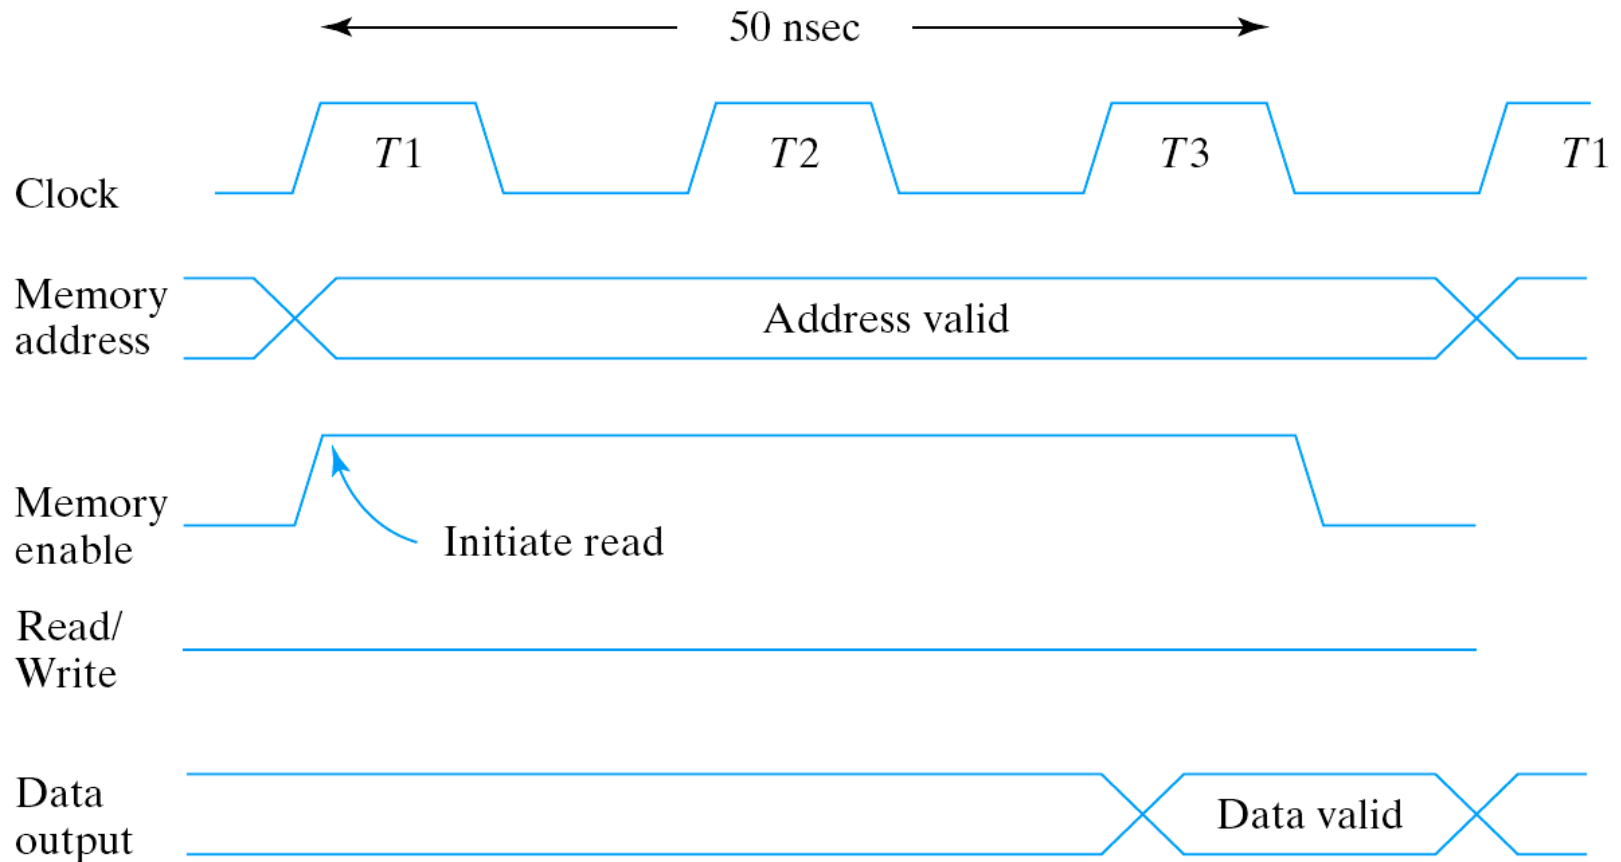 50 nsec
T1
T2
T3
T1
Clock
Memory
address
Address valid
Memory
enable
Initiate read
Read/
Write
Data
output
Data valid